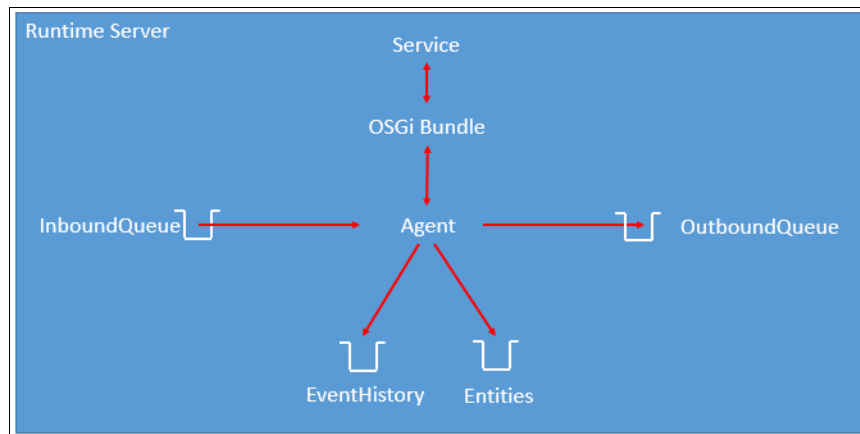 Runtime Server
Service
OSGi Bundle
InboundQueue
Agent
OutboundQueue
EventHistory
Entities